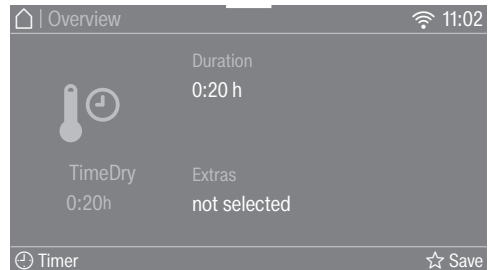 | Overview 11:02
Duration
0:20 h
TimeDry
0:20h
Extras
not selected
Timer Save